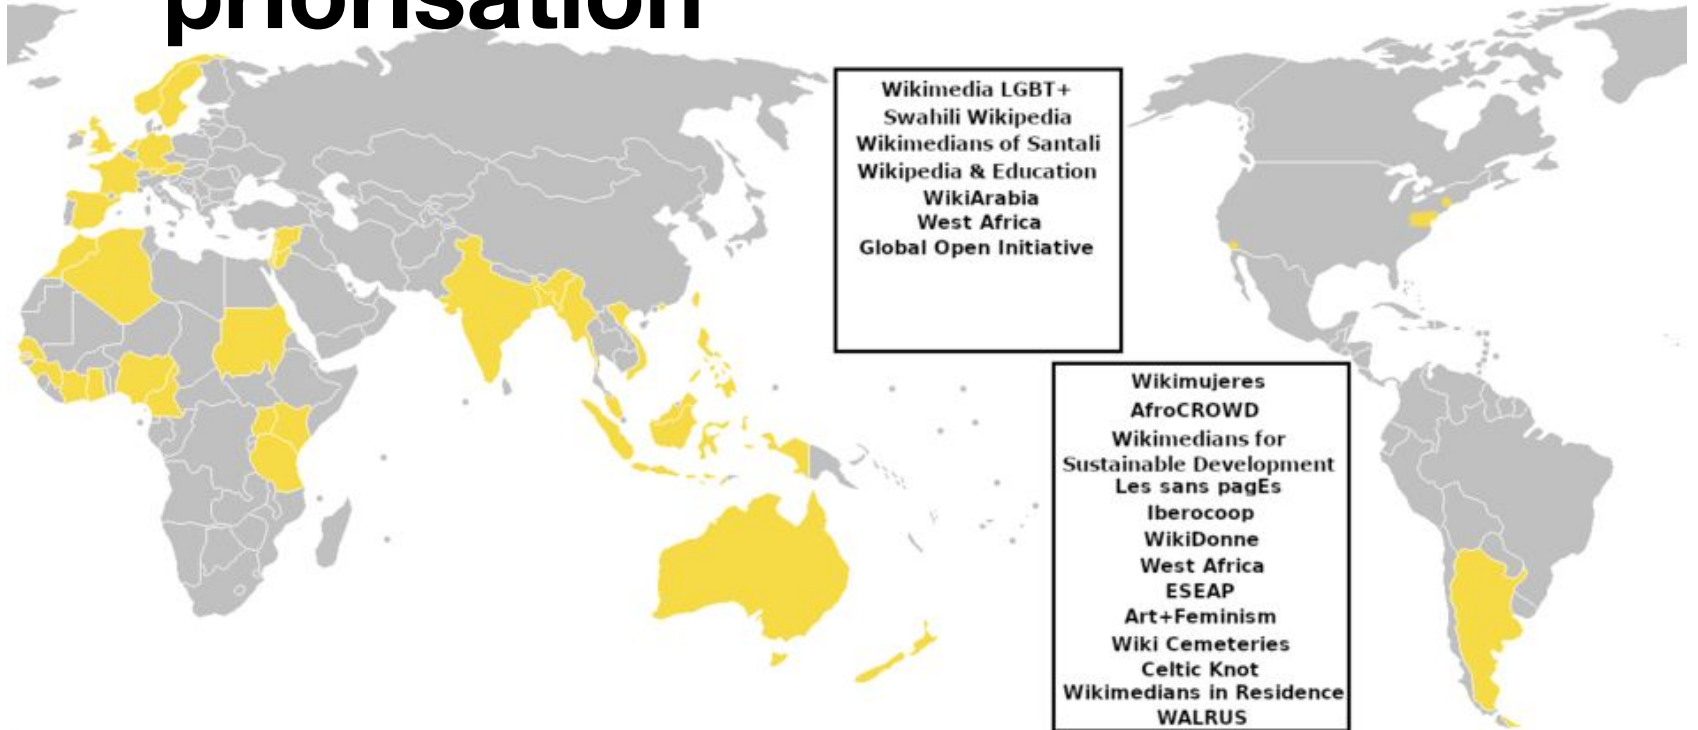 priorisation
Wikimedia LGBT+
Swahili Wikipedia
Wikimedians of Santali
Wikipedia & Education
WikiArabia
West Africa
Global Open Initiative
Wikimujeres
AfroCROWD
Wikimedians for
Sustainable Development
Les sans pagEs
Iberocoop
WikiDonne
West Africa
ESEAP
Art+Feminism
Wiki Cemeteries
Celtic Knot
Wikimedians in Residence
WALRUS